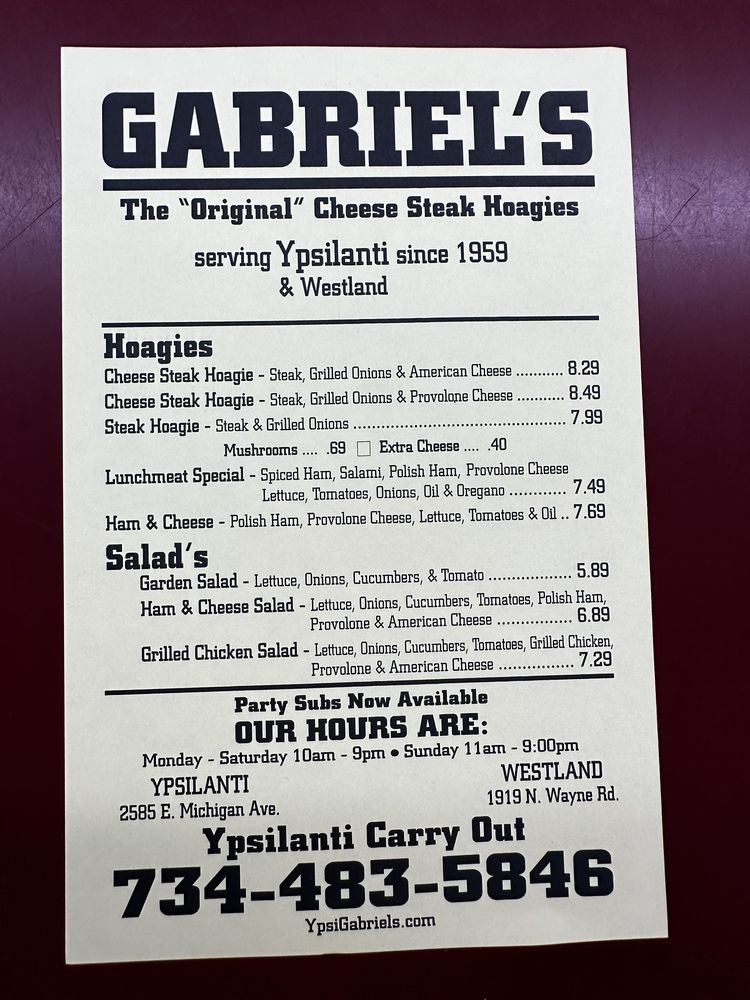 GABRIEL'S
The "Original" Cheese Steak Hoagies
serving Ypsilanti since 1959
& Westland
Hoagies
Cheese Steak Hoagie - Steak, Grilled Onions & American Cheese ........... 8.29
Cheese Steak Hoagie - Steak, Grilled Onions & Provolone Cheese .......... 8.49
Steak Hoagie - Steak & Grilled Onions ............................................. 7.99
Mushrooms .... .69 □ Extra Cheese .... .40
Lunchmeat Special - Spiced Ham, Salami, Polish Ham, Provolone Cheese
Lettuce, Tomatoes, Onions, Oil & Oregano ............ 7.49
Ham & Cheese - Polish Ham, Provolone Cheese, Lettuce, Tomatoes & Oil .. 7.69
Salad's
Garden Salad - Lettuce, Onions, Cucumbers, & Tomato .................. 5.89
Ham & Cheese Salad - Lettuce, Onions, Cucumbers, Tomatoes, Polish Ham,
Provolone & American Cheese ................ 6.89
Grilled Chicken Salad - Lettuce, Onions, Cucumbers, Tomatoes, Grilled Chicken,
Provolone & American Cheese ................ 7.29
Party Subs Now Available
OUR HOURS ARE:
Monday - Saturday 10am - 9pm • Sunday 11am - 9:00pm
YPSILANTI WESTLAND
2585 E. Michigan Ave. 1919 N. Wayne Rd.
Ypsilanti Carry Out
734-483-5846
YpsiGabriels.com